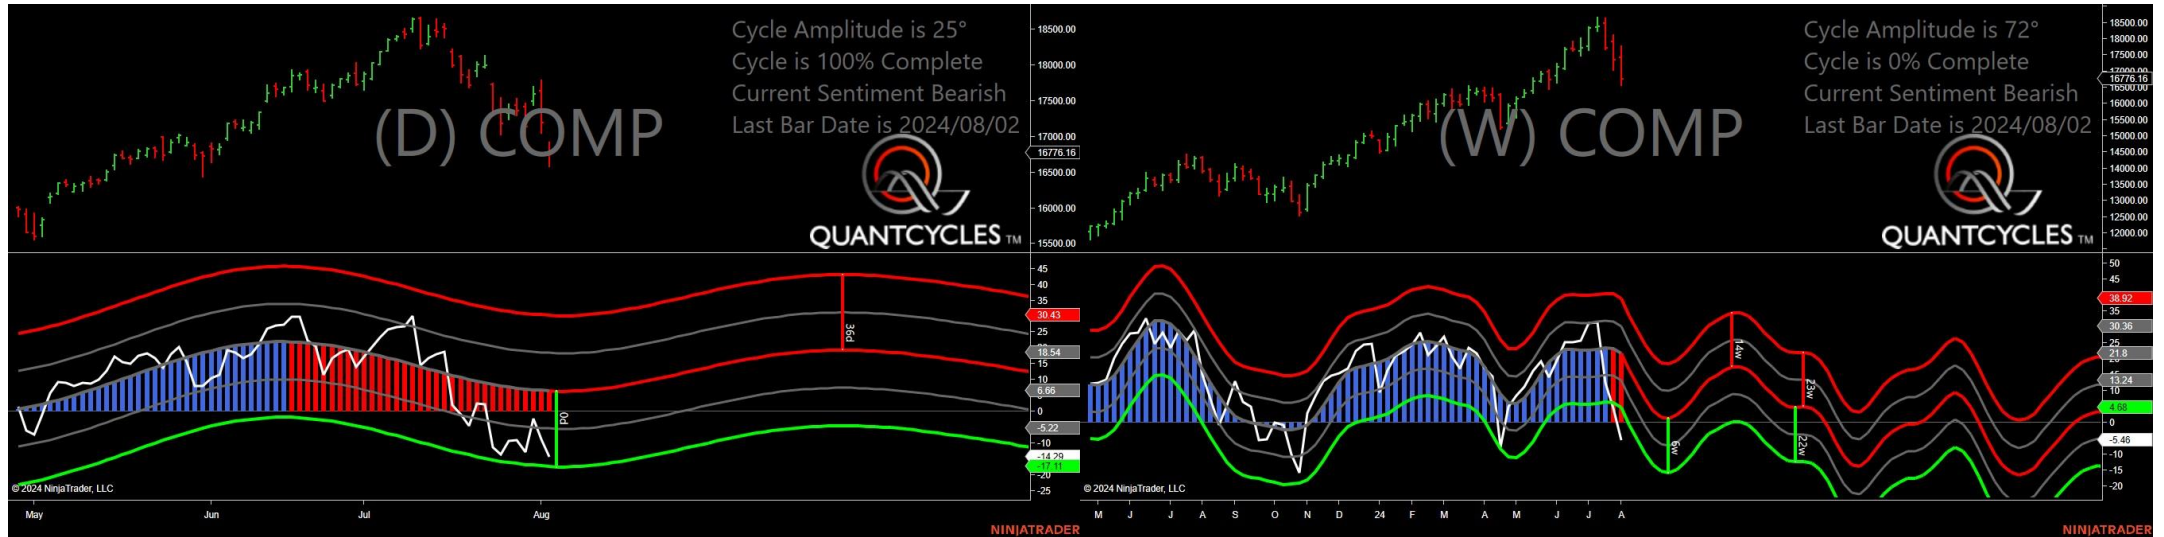 Cycle Amplitude is 25°
Cycle is 100% Complete
Current Sentiment Bearish
Last Bar Date is 2024/08/02
(D) COMP
QUANTCYCLES TM
18500.00
18000.00
17500.00
17000.00
16776.16
16500.00
16000.00
15500.00
45
40
35
30.43
25
18.54
15
10
6.66
0
-5.22
-10
-14.29
-17.11
-20
-25
36d
0d
© 2024 NinjaTrader, LLC
May
Jun
Jul
Aug
NINJATRADER
Cycle Amplitude is 72°
Cycle is 0% Complete
Current Sentiment Bearish
Last Bar Date is 2024/08/02
(W) COMP
QUANTCYCLES TM
18500.00
18000.00
17500.00
17000.00
16776.16
16500.00
16000.00
15500.00
15000.00
14500.00
14000.00
13500.00
13000.00
12500.00
12000.00
50
45
38.92
35
30.36
25
21.8
13.24
10
4.68
0
-5.46
-10
-15
-20
14w
23w
6w
22w
© 2024 NinjaTrader, LLC
M J J A S O N D 24 F M A M J J A
NINJATRADER